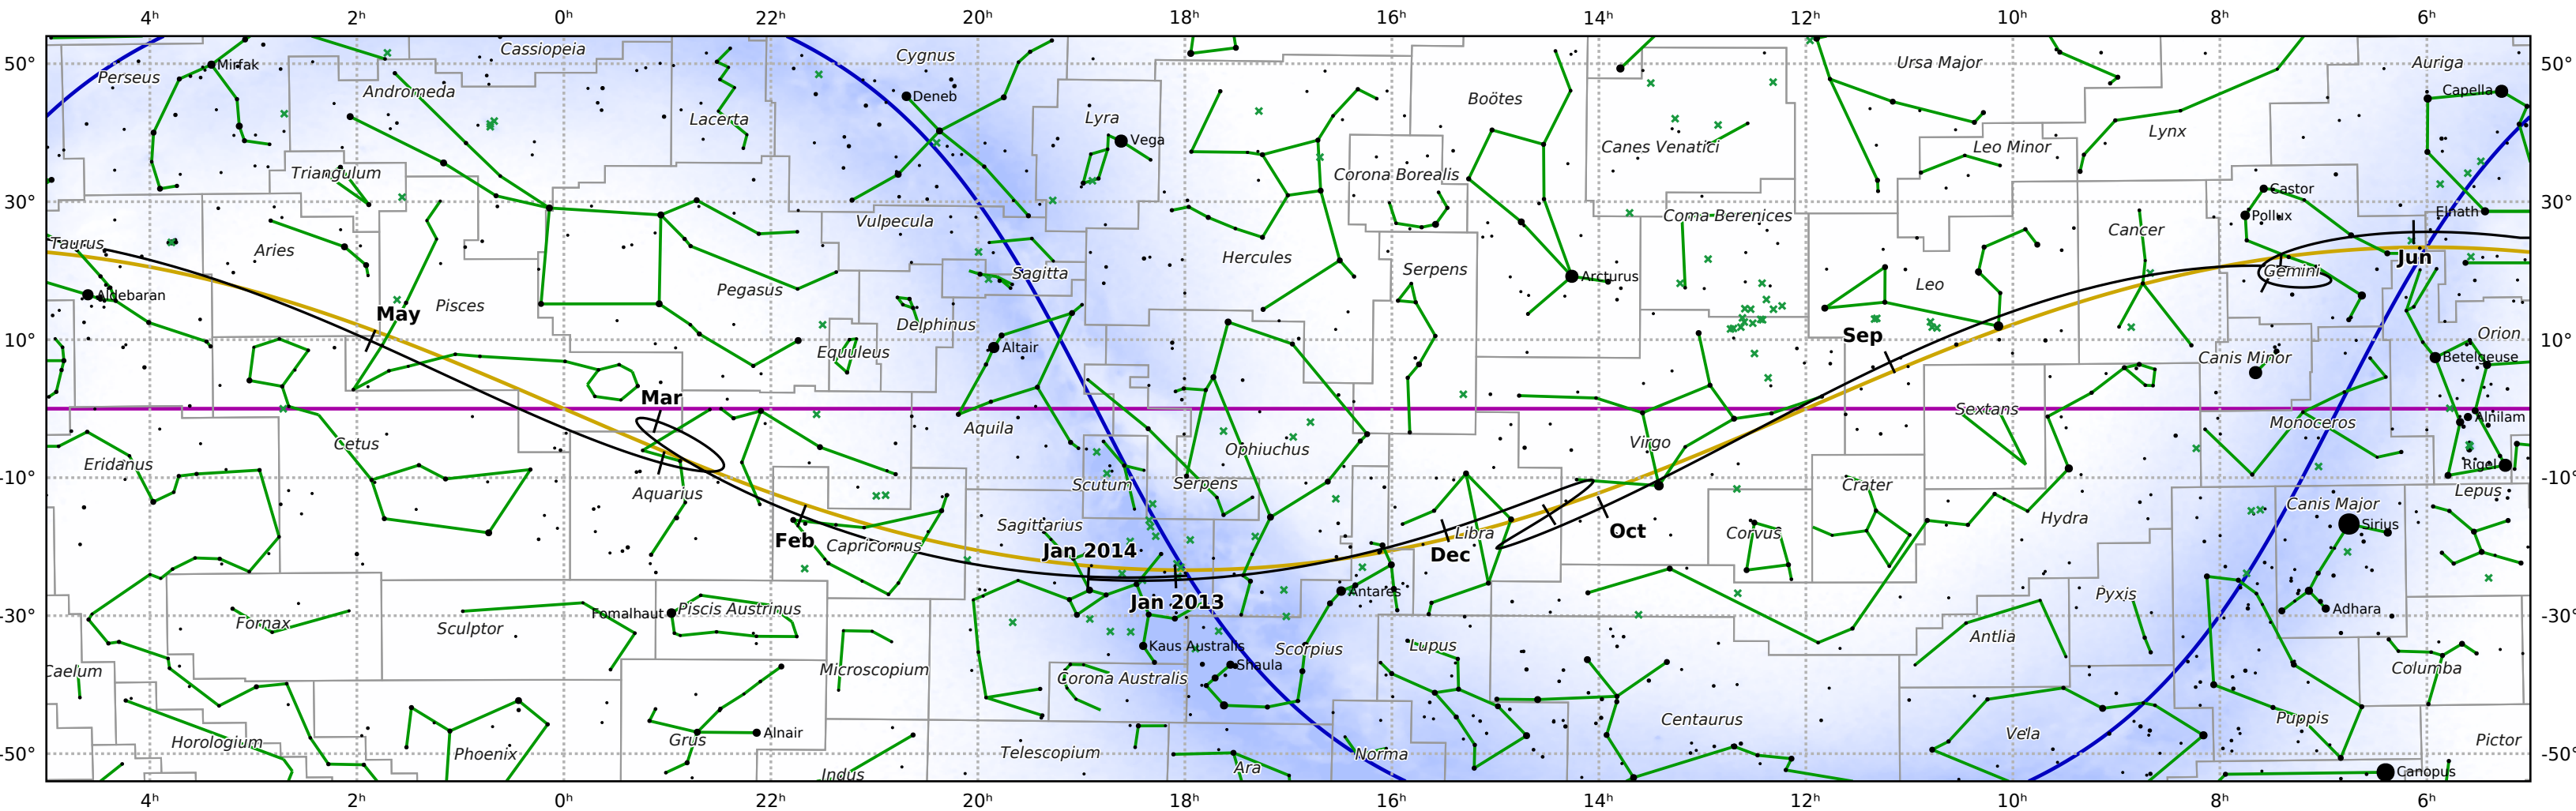 4ʰ 2ʰ 0ʰ 22ʰ 20ʰ 18ʰ 16ʰ 14ʰ 12ʰ 10ʰ 8ʰ 6ʰ
Cassiopeia
Cygnus
50° Perseus Mirfak Ursa Major Auriga 50°
Andromeda Deneb Boötes Capella
Lacerta Lyra
Vega Canes Venatici Leo Minor Lynx
Triangulum Corona Borealis
30° Castor 30°
Vulpecula Coma Berenices Pollux Elnath
Taurus Aries Hercules Cancer
Jun
Sagitta Serpens Arcturus Gemini
Aldebaran Pisces Pegasus Leo
May
Delphinus Sep Orion
10° Equuleus Altair Canis Minor Betelgeuse 10°
Mar
Aquila Sextans Alnilam
Cetus Ophiuchus Virgo Monoceros
Eridanus Rigel
-10° Aquarius Scutum Serpens Crater Lepus -10°
Sagittarius Canis Major
Hydra Sirius
Feb Capricornus Libra Oct Corvus
Jan 2014 Dec
Antares Pyxis
Jan 2013
-30° Fornax Sculptor Fomalhaut Piscis Austrinus Adhara -30°
Antlia
Kaus Australis Scorpius Lupus
Caelum Microscopium Shaula Columba
Corona Australis
Centaurus Puppis
Horologium Grus Alnair Vela
-50° Phoenix Telescopium Norma Pictor -50°
Indus Ara Canopus
4ʰ 2ʰ 0ʰ 22ʰ 20ʰ 18ʰ 16ʰ 14ʰ 12ʰ 10ʰ 8ʰ 6ʰ